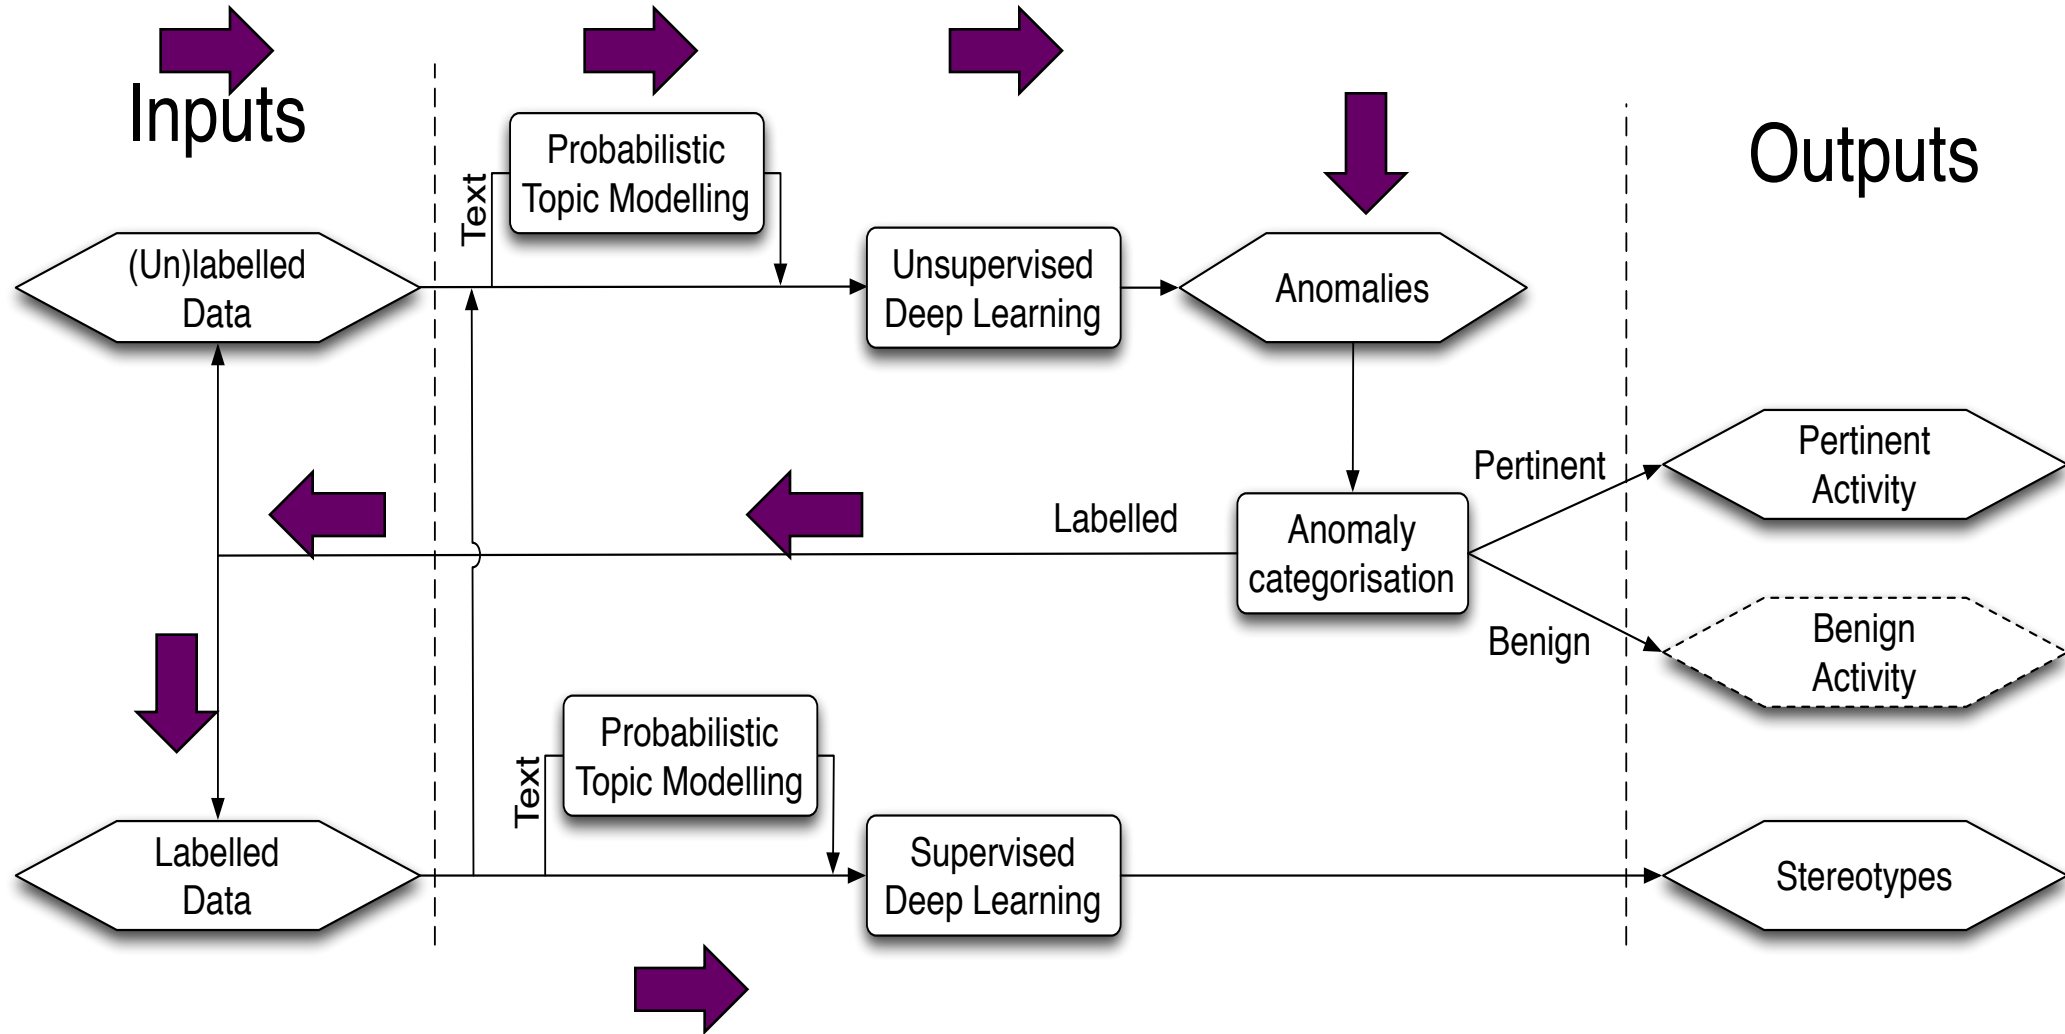 Inputs
Outputs
Probabilistic
Topic Modelling
Text
(Un)labelled
Data
Unsupervised
Deep Learning
Anomalies
Pertinent
Pertinent
Activity
Labelled
Anomaly
categorisation
Benign
Benign
Activity
Probabilistic
Topic Modelling
Text
Labelled
Data
Supervised
Deep Learning
Stereotypes